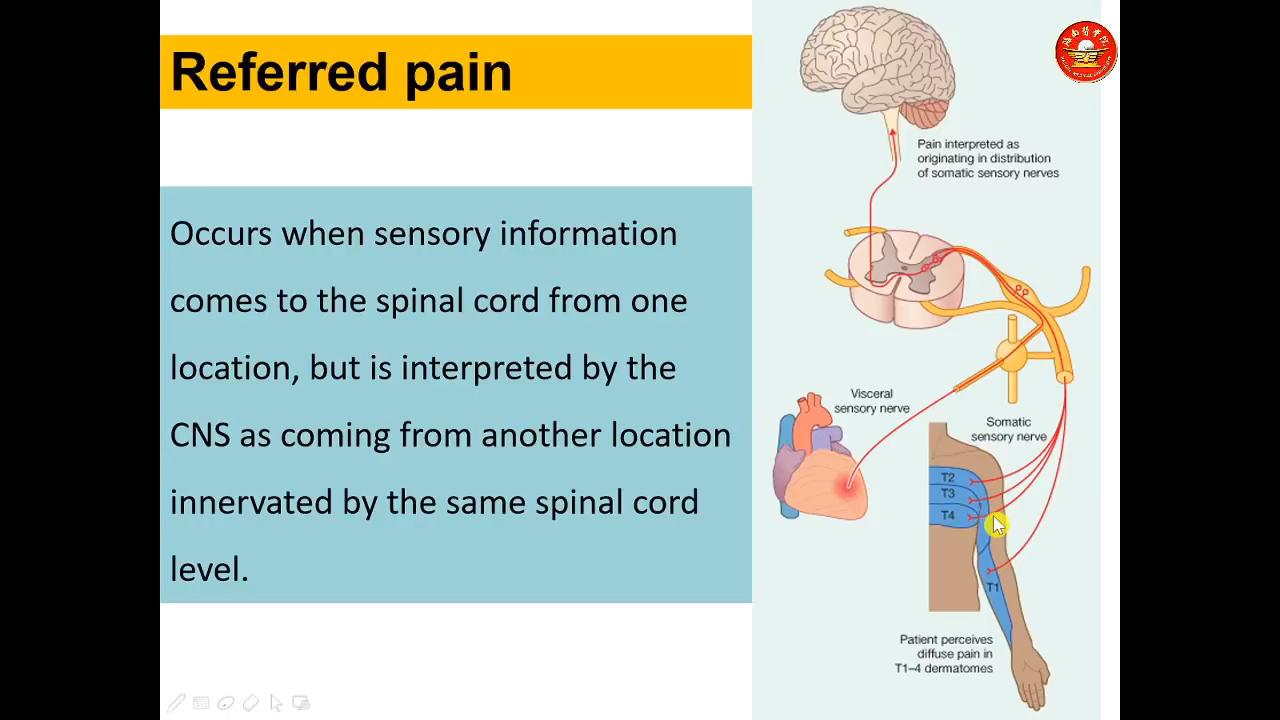 Referred pain
Occurs when sensory information
comes to the spinal cord from one
location, but is interpreted by the
CNS as coming from another location
innervated by the same spinal cord
level.
Pain interpreted as
originating in distribution
of somatic sensory nerves
Visceral
sensory nerve
Somatic
sensory nerve
T2
T3
T4
T1
Patient perceives
diffuse pain in
T1–4 dermatomes